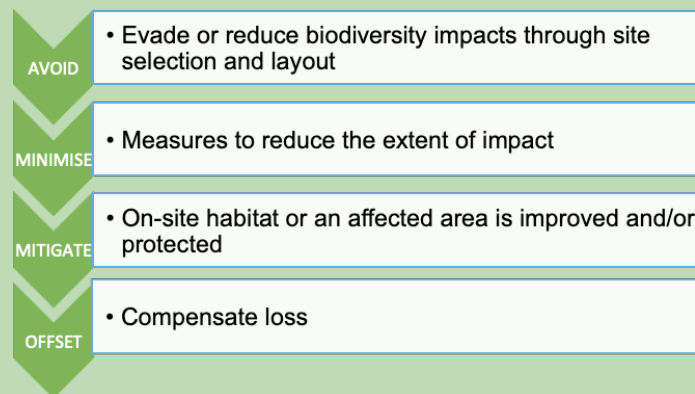 AVOID
• Evade or reduce biodiversity impacts through site
selection and layout
MINIMISE
• Measures to reduce the extent of impact
MITIGATE
• On-site habitat or an affected area is improved and/or
protected
OFFSET
• Compensate loss